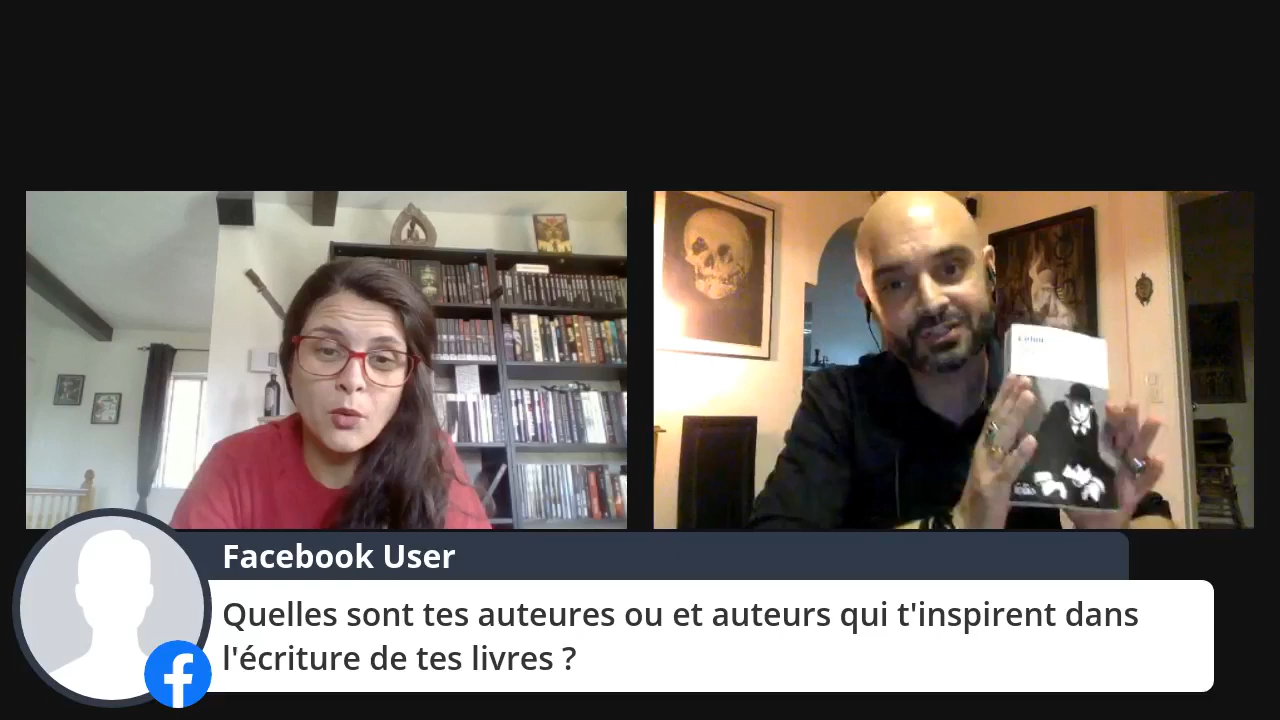 Facebook User
Quelles sont tes auteures ou et auteurs qui t'inspirent dans
l'écriture de tes livres ?